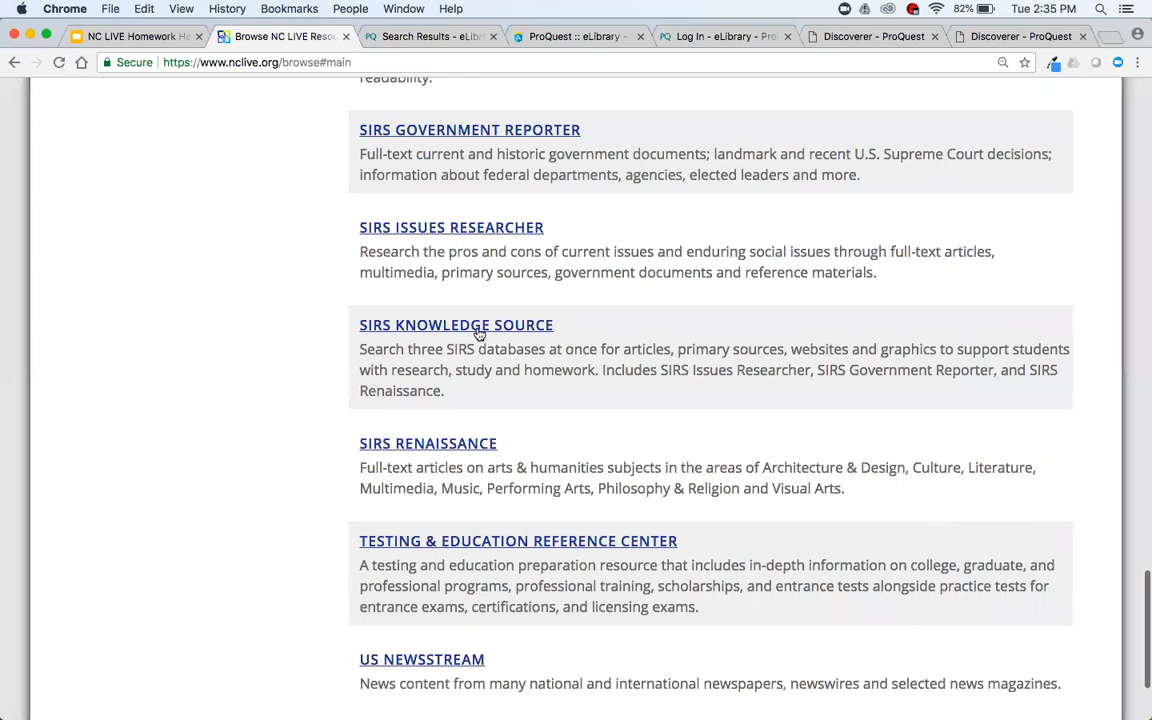 Chrome File Edit View History Bookmarks People Window Help 82% Tue 2:35 PM
NC LIVE Homework He Browse NC LIVE Resou Search Results - eLibr ProQuest :: eLibrary - Log In - eLibrary - Pro Discoverer - ProQuest Discoverer - ProQuest
Secure https://www.nclive.org/browse#main
readability.
SIRS GOVERNMENT REPORTER
Full-text current and historic government documents; landmark and recent U.S. Supreme Court decisions;
information about federal departments, agencies, elected leaders and more.
SIRS ISSUES RESEARCHER
Research the pros and cons of current issues and enduring social issues through full-text articles,
multimedia, primary sources, government documents and reference materials.
SIRS KNOWLEDGE SOURCE
Search three SIRS databases at once for articles, primary sources, websites and graphics to support students
with research, study and homework. Includes SIRS Issues Researcher, SIRS Government Reporter, and SIRS
Renaissance.
SIRS RENAISSANCE
Full-text articles on arts & humanities subjects in the areas of Architecture & Design, Culture, Literature,
Multimedia, Music, Performing Arts, Philosophy & Religion and Visual Arts.
TESTING & EDUCATION REFERENCE CENTER
A testing and education preparation resource that includes in-depth information on college, graduate, and
professional programs, professional training, scholarships, and entrance tests alongside practice tests for
entrance exams, certifications, and licensing exams.
US NEWSSTREAM
News content from many national and international newspapers, newswires and selected news magazines.